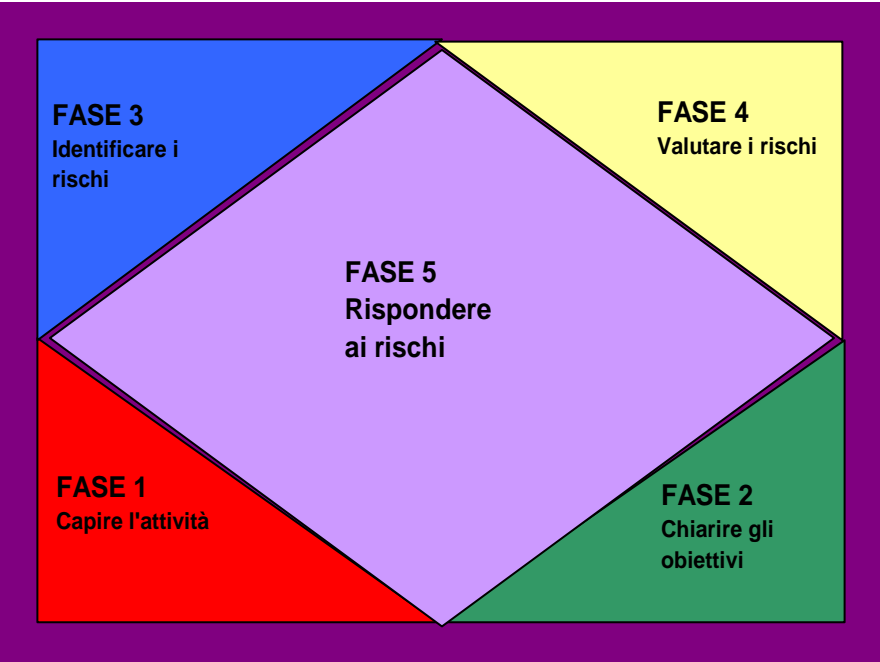 FASE 3
Identificare i
rischi
FASE 4
Valutare i rischi
FASE 5
Rispondere
ai rischi
FASE 1
Capire l'attività
FASE 2
Chiarire gli
obiettivi